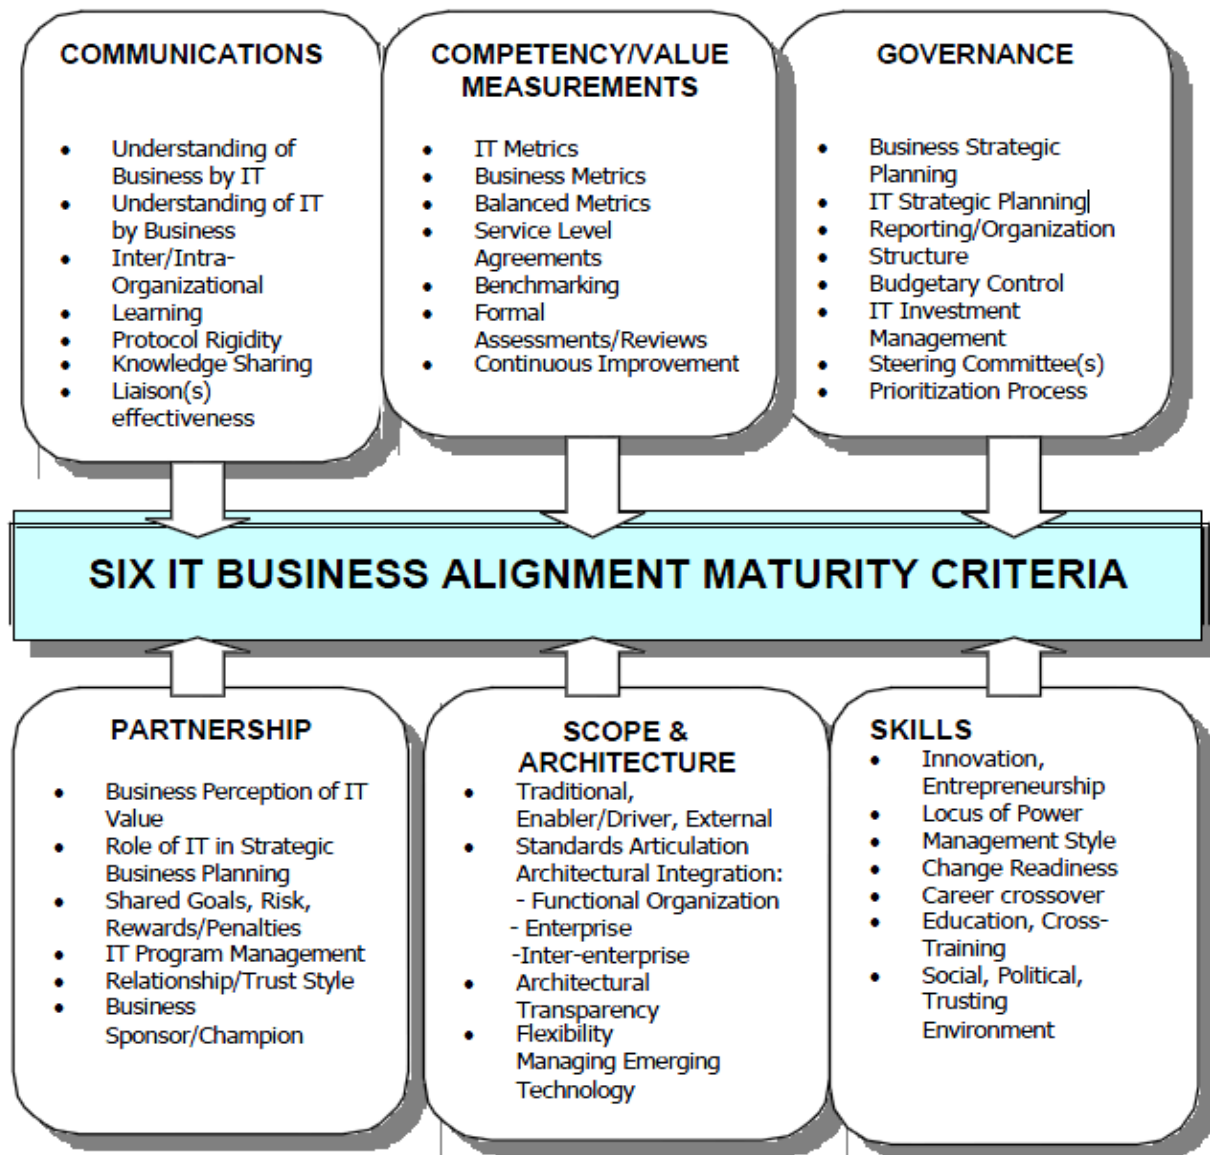 COMMUNICATIONS
• Understanding of
Business by IT
• Understanding of IT
by Business
• Inter/Intra-
Organizational
• Learning
• Protocol Rigidity
• Knowledge Sharing
• Liaison(s)
effectiveness
COMPETENCY/VALUE
MEASUREMENTS
• IT Metrics
• Business Metrics
• Balanced Metrics
• Service Level
Agreements
• Benchmarking
• Formal
Assessments/Reviews
• Continuous Improvement
GOVERNANCE
• Business Strategic
Planning
• IT Strategic Planning
• Reporting/Organization
• Structure
• Budgetary Control
• IT Investment
Management
• Steering Committee(s)
• Prioritization Process
SIX IT BUSINESS ALIGNMENT MATURITY CRITERIA
PARTNERSHIP
• Business Perception of IT
Value
• Role of IT in Strategic
Business Planning
• Shared Goals, Risk,
Rewards/Penalties
• IT Program Management
• Relationship/Trust Style
• Business
Sponsor/Champion
SCOPE &
ARCHITECTURE
• Traditional,
Enabler/Driver, External
• Standards Articulation
Architectural Integration:
- Functional Organization
- Enterprise
-Inter-enterprise
• Architectural
Transparency
• Flexibility
Managing Emerging
Technology
SKILLS
• Innovation,
Entrepreneurship
• Locus of Power
• Management Style
• Change Readiness
• Career crossover
• Education, Cross-
Training
• Social, Political,
Trusting
Environment